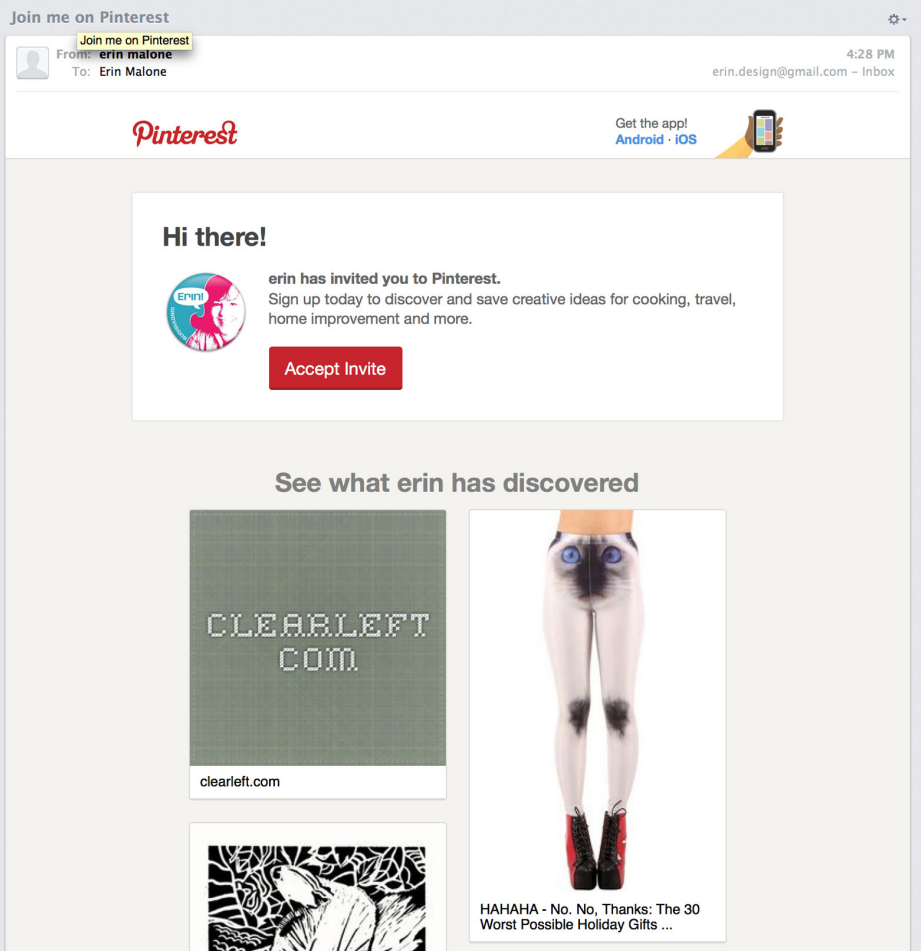 Join me on Pinterest
Join me on Pinterest
From: erin malone
4:28 PM
To: Erin Malone
erin.design@gmail.com – Inbox
Pinterest
Get the app!
Android · iOS
Hi there!
ERIN!
erin has invited you to Pinterest.
Sign up today to discover and save creative ideas for cooking, travel,
home improvement and more.
Accept Invite
See what erin has discovered
CLEARLEFT
COM
clearleft.com
HAHAHA - No. No, Thanks: The 30
Worst Possible Holiday Gifts ...